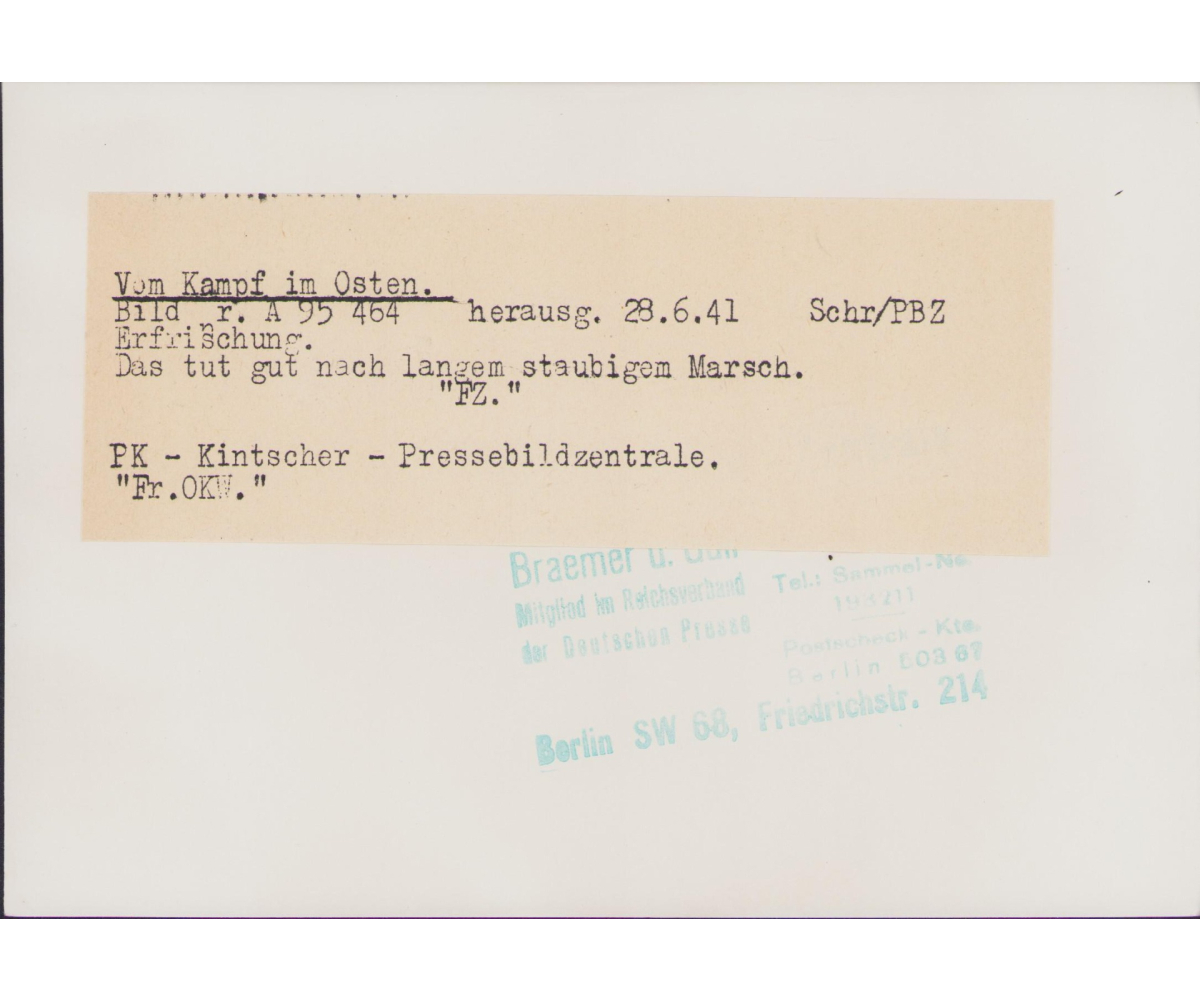 Vom Kampf im Osten.
Bild r. A 95 464 herausg. 28.6.41 Schr/PBZ
Erfrischung.
Das tut gut nach langem staubigem Marsch.
"FZ."
PK - Kintscher - Pressebildzentrale.
"Fr.OKW."
Braemer u.
Mitglied im Reichsverband
der Deutschen Presse
Tel.: Sammel-No.
Postscheck - Kto.
Berlin
Berlin SW 68, Friedrichstr. 214